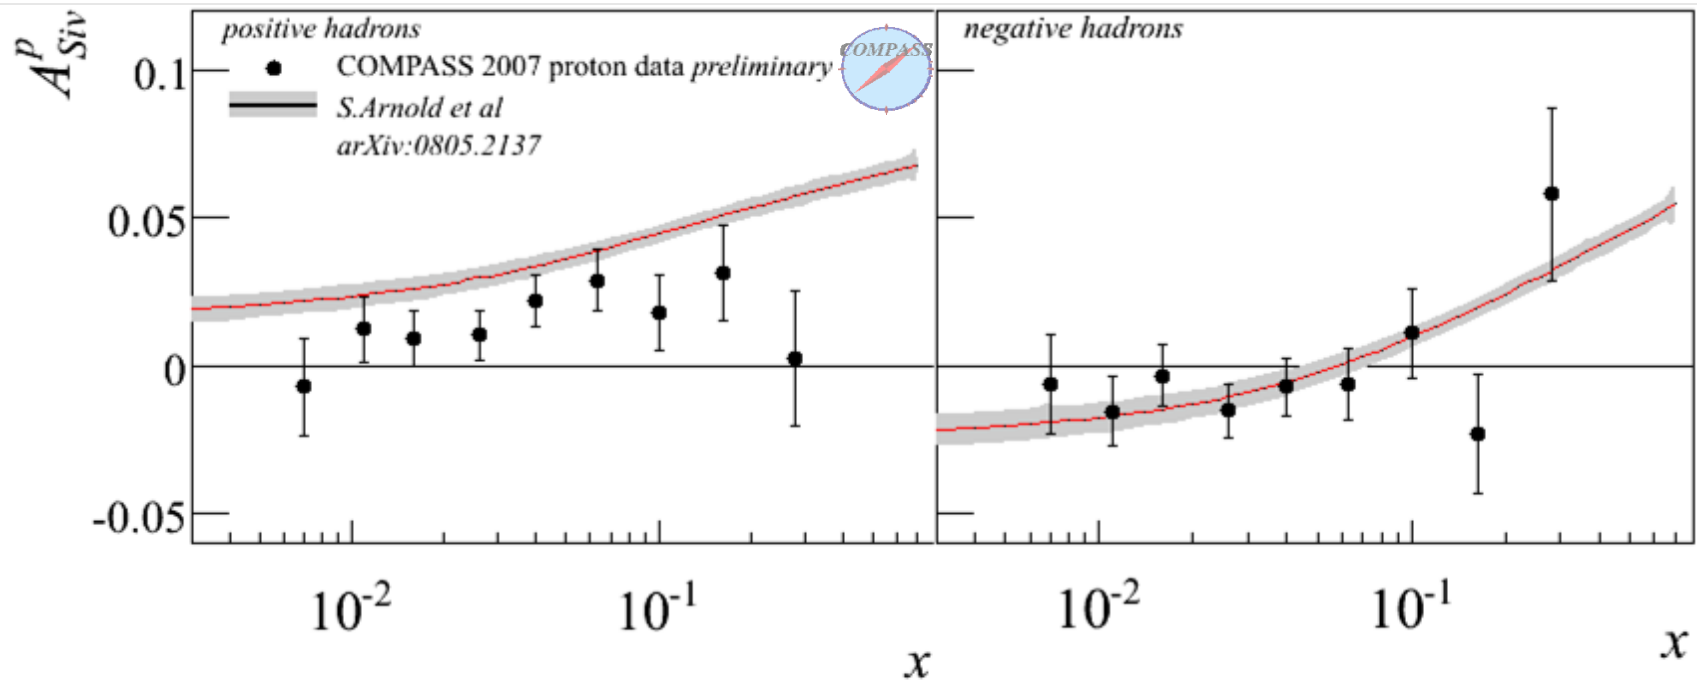 A^p_Siv
positive hadrons
COMPASS 2007 proton data preliminary
S.Arnold et al
arXiv:0805.2137
COMPASS
negative hadrons
0.1
0.05
0
-0.05
10^-2
10^-1
x
10^-2
10^-1
x